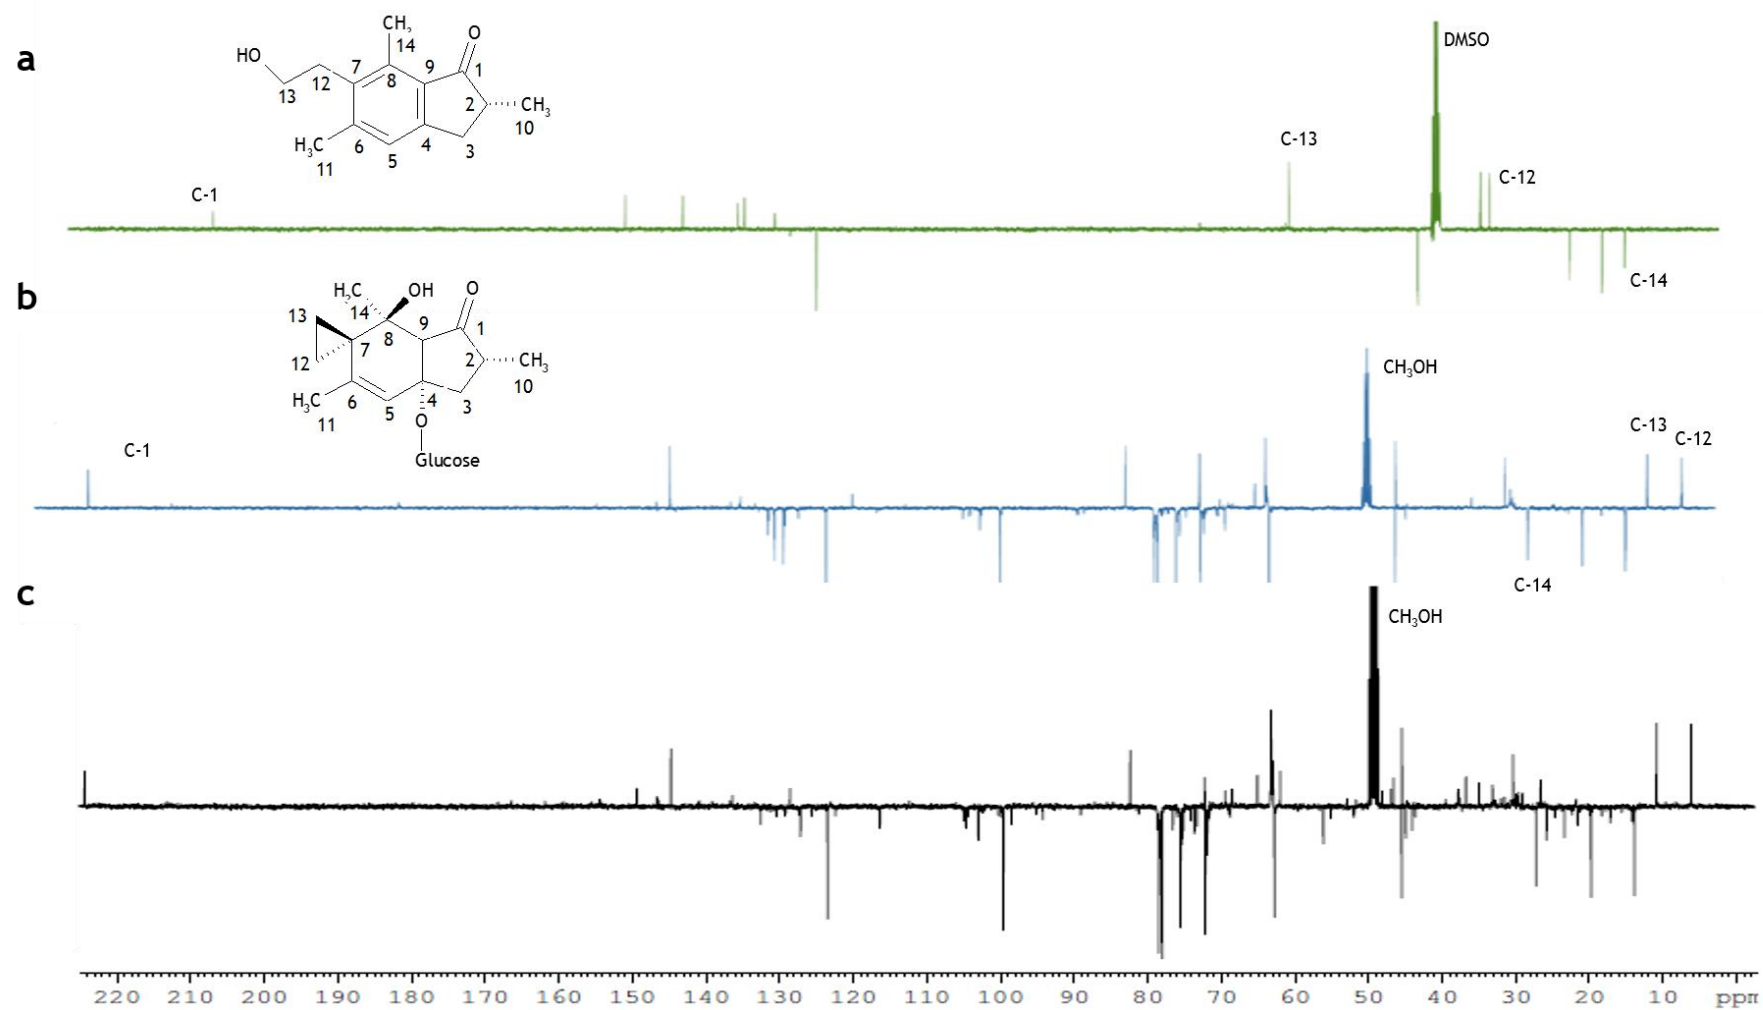 a
CH3
14
O
HO
7
9
1
12
8
13
2
CH3
10
H3C
6
4
3
11
5
DMSO
C-13
C-1
C-12
C-14
b
H3C
OH
O
14
13
9
1
8
7
2
CH3
12
10
H3C
6
4
3
11
5
O
Glucose
C-1
CH3OH
C-13
C-12
C-14
c
CH3OH
220 210 200 190 180 170 160 150 140 130 120 110 100 90 80 70 60 50 40 30 20 10 ppm